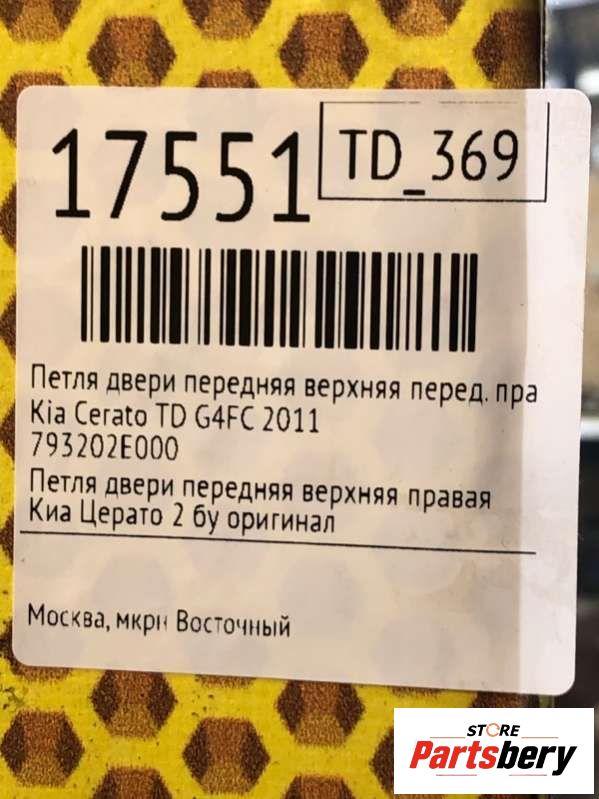 17551
TD_369
Петля двери передняя верхняя перед. пра
Kia Cerato TD G4FC 2011
793202E000
Петля двери передняя верхняя правая
Киа Церато 2 бу оригинал
Москва, мкрн Восточный
STORE
Partsbery